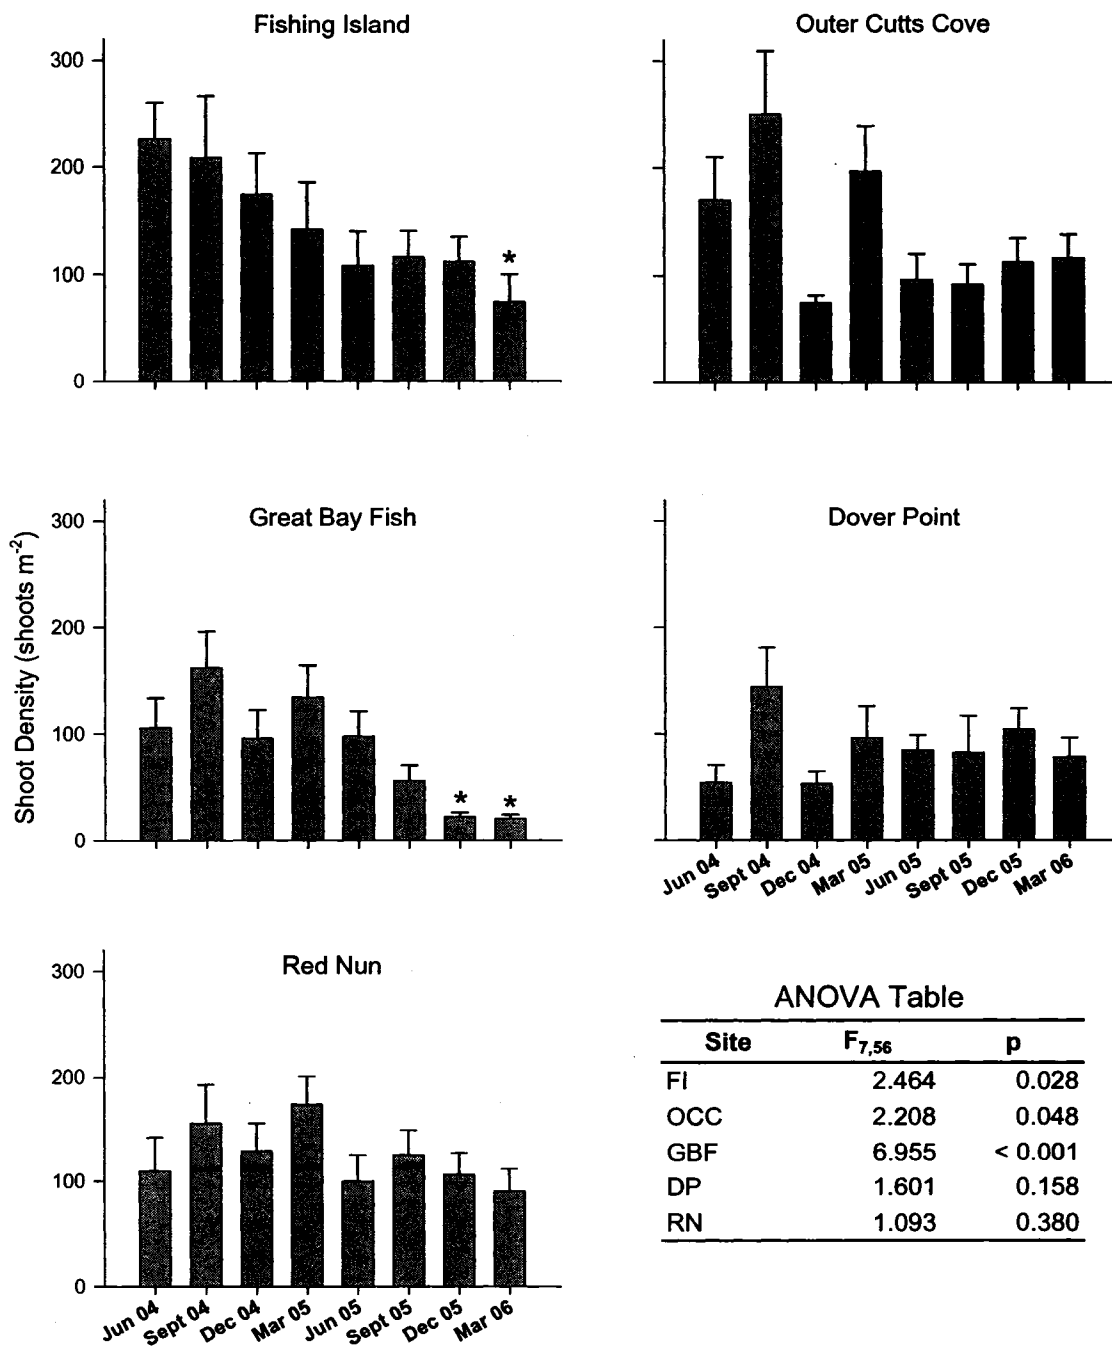 Fishing Island
Outer Cutts Cove
300
200
100
*
0
Great Bay Fish
Dover Point
Shoot Density (shoots m-2)
300
200
100
* *
0
Jun 04 Sept 04 Dec 04 Mar 05 Jun 05 Sept 05 Dec 05 Mar 06
Red Nun
300
200
100
0
Jun 04 Sept 04 Dec 04 Mar 05 Jun 05 Sept 05 Dec 05 Mar 06
ANOVA Table
Site F7,56 p
FI 2.464 0.028
OCC 2.208 0.048
GBF 6.955 < 0.001
DP 1.601 0.158
RN 1.093 0.380